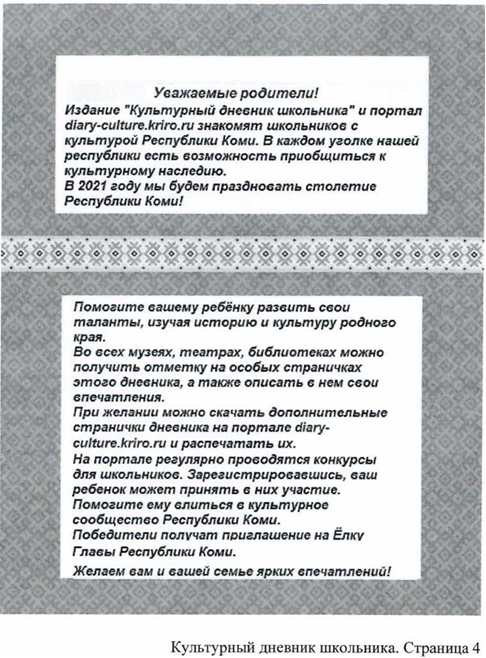 Уважаемые родители!
Издание "Культурный дневник школьника" и портал
diary-culture.kriro.ru знакомят школьников с
культурой Республики Коми. В каждом уголке нашей
республики есть возможность приобщиться к
культурному наследию.
В 2021 году мы будем праздновать столетие
Республики Коми!
Помогите вашему ребёнку развить свои
таланты, изучая историю и культуру родного
края.
Во всех музеях, театрах, библиотеках можно
получить отметку на особых страничках
этого дневника, а также описать в нем свои
впечатления.
При желании можно скачать дополнительные
странички дневника на портале diary-
culture.kriro.ru и распечатать их.
На портале регулярно проводятся конкурсы
для школьников. Зарегистрировавшись, ваш
ребенок может принять в них участие.
Помогите ему влиться в культурное
сообщество Республики Коми.
Победители получат приглашение на Ёлку
Главы Республики Коми.
Желаем вам и вашей семье ярких впечатлений!
Культурный дневник школьника. Страница 4